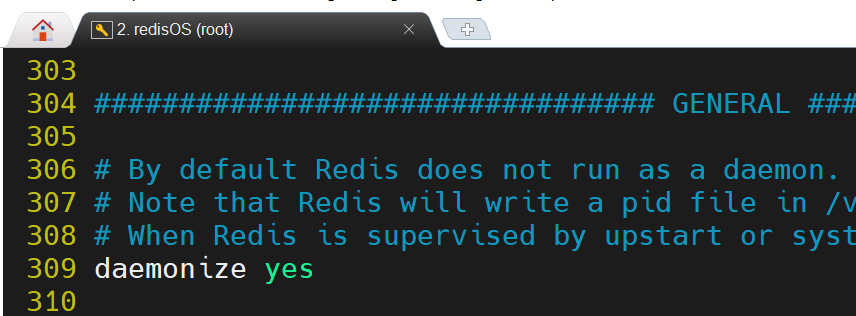 2. redisOS (root)
303
304 ################################# GENERAL ###
305
306 # By default Redis does not run as a daemon.
307 # Note that Redis will write a pid file in /v
308 # When Redis is supervised by upstart or syst
309 daemonize yes
310